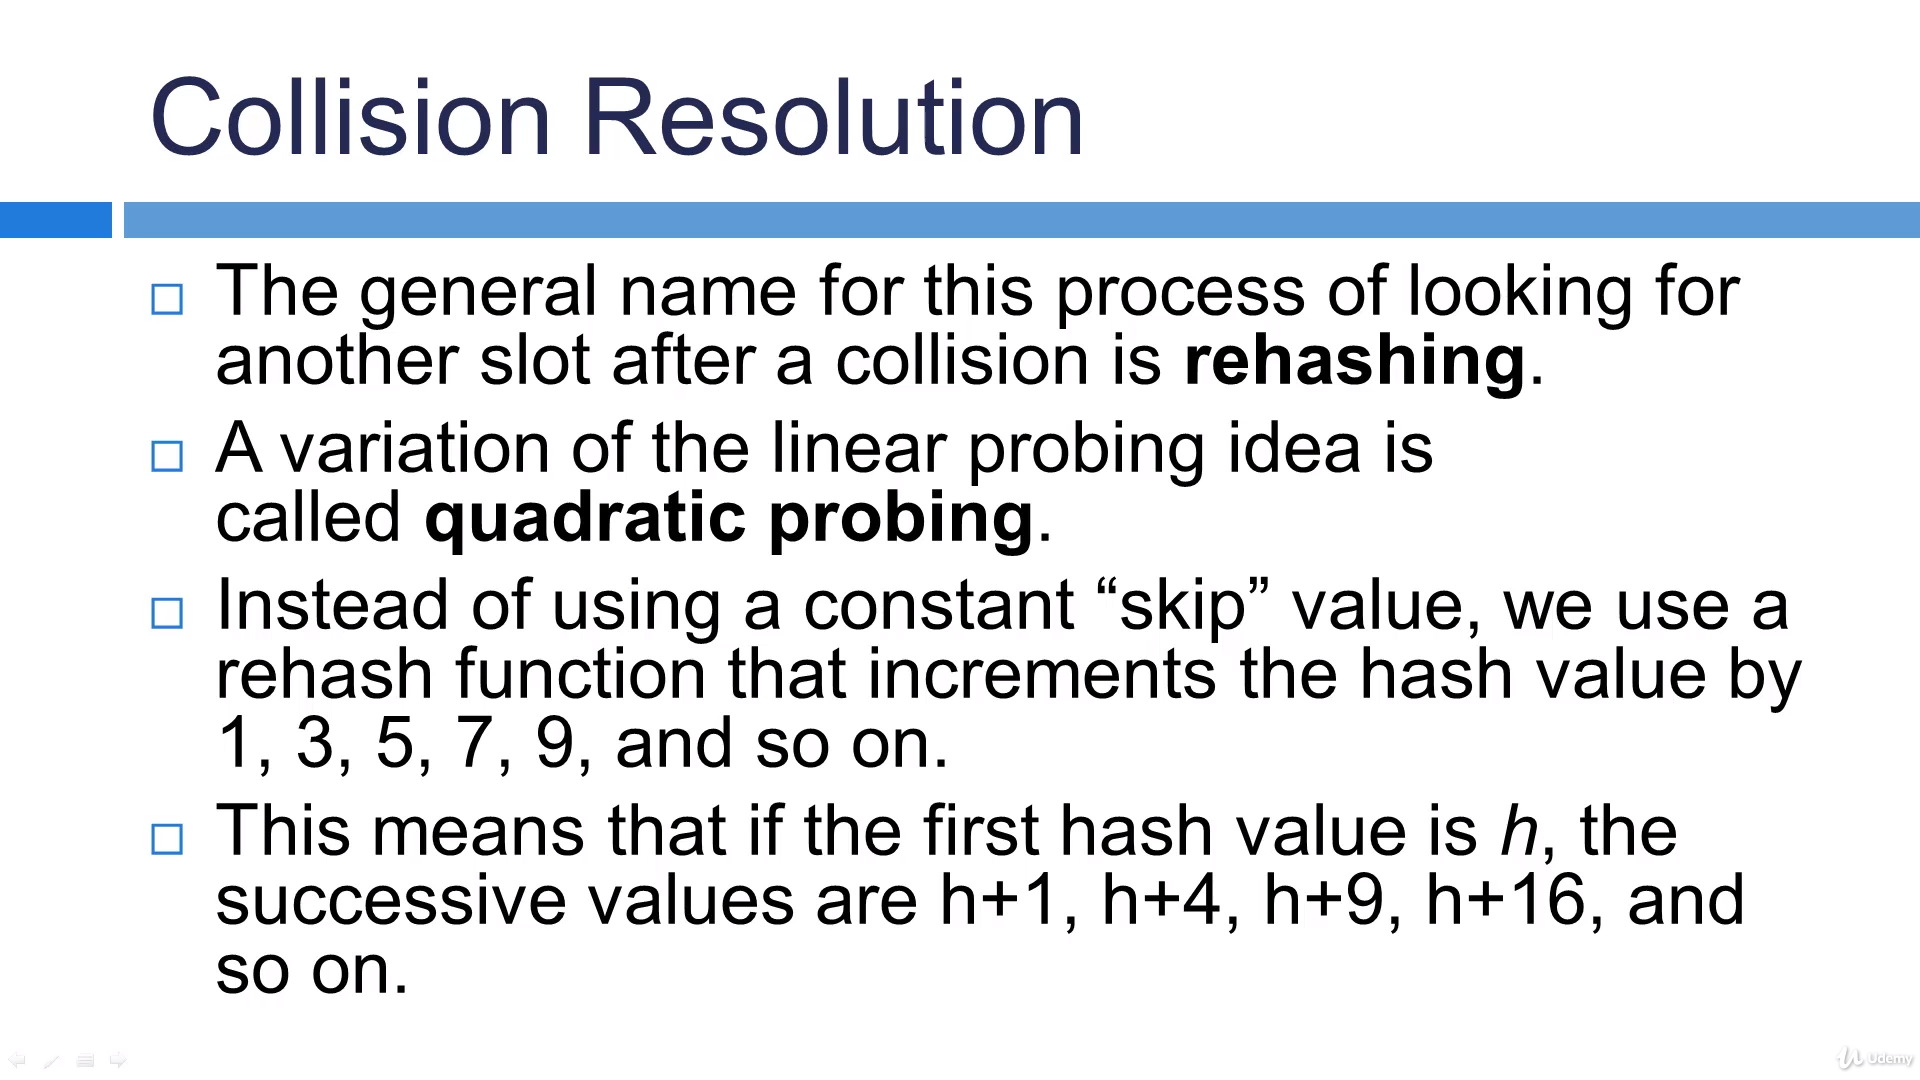 Collision Resolution
The general name for this process of looking for
another slot after a collision is rehashing.
A variation of the linear probing idea is
called quadratic probing.
Instead of using a constant “skip” value, we use a
rehash function that increments the hash value by
1, 3, 5, 7, 9, and so on.
This means that if the first hash value is h, the
successive values are h+1, h+4, h+9, h+16, and
so on.
Udemy